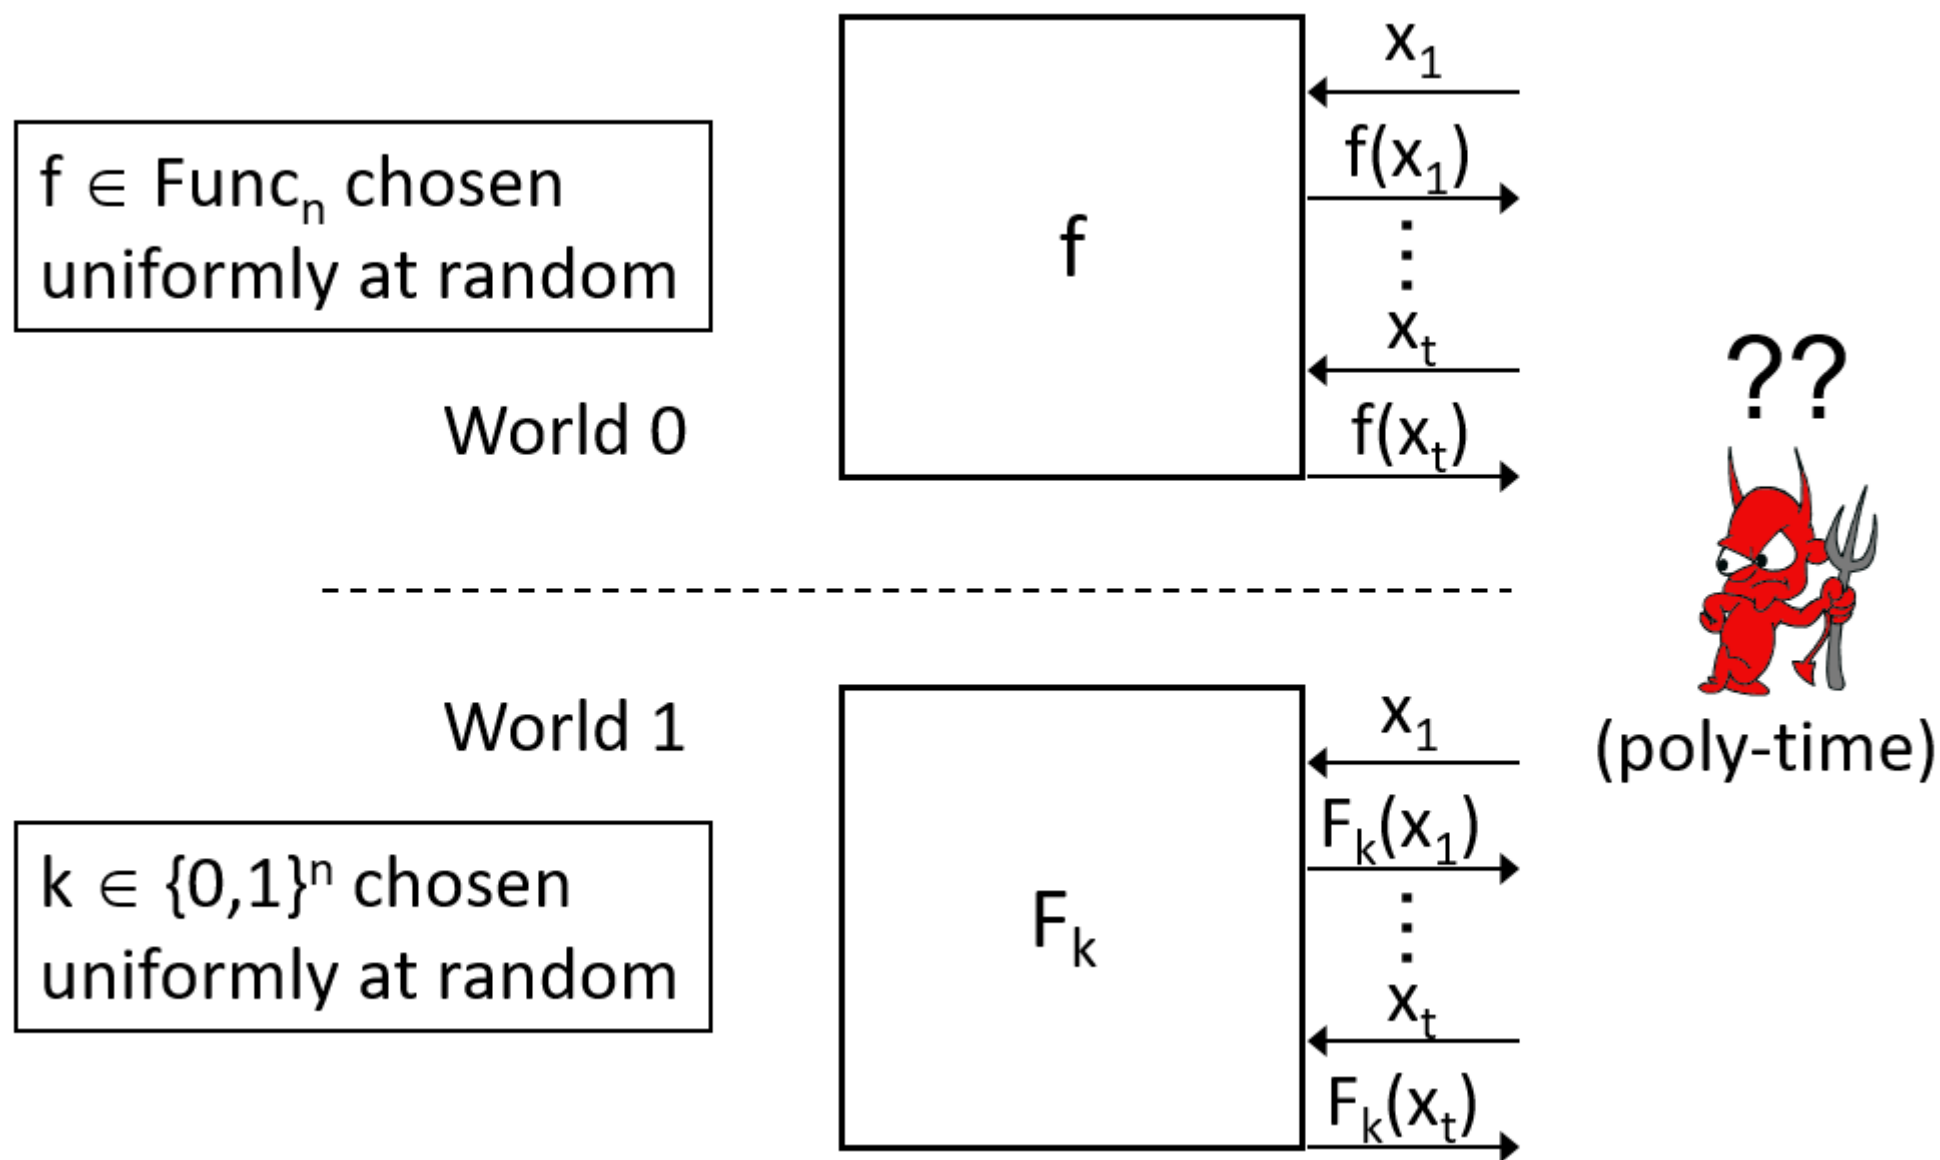 x₁
f ∈ Funcₙ chosen
uniformly at random
f(x₁)
f
⋮
xₜ
World 0
f(xₜ)
??
(poly-time)
World 1
x₁
k ∈ {0,1}ⁿ chosen
uniformly at random
Fₖ(x₁)
Fₖ
⋮
xₜ
Fₖ(xₜ)